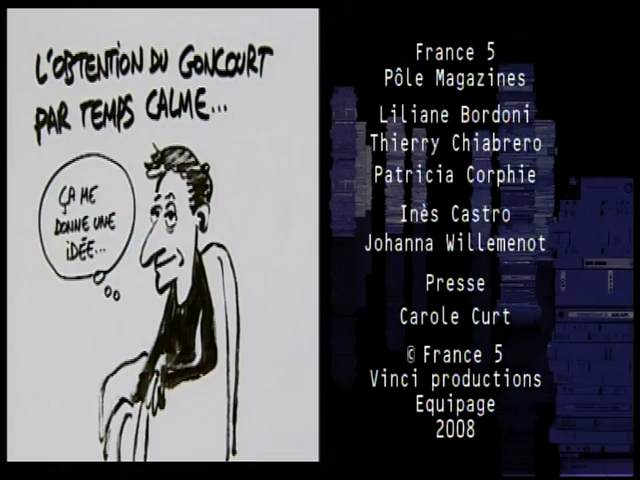 L'OBTENTION DU GONCOURT
PAR TEMPS CALME...
ÇA ME
DONNE UNE
IDÉE...
France 5
Pôle Magazines
Liliane Bordoni
Thierry Chiabrero
Patricia Corphie
Inès Castro
Johanna Willemenot
Presse
Carole Curt
© France 5
Vinci productions
Equipage
2008